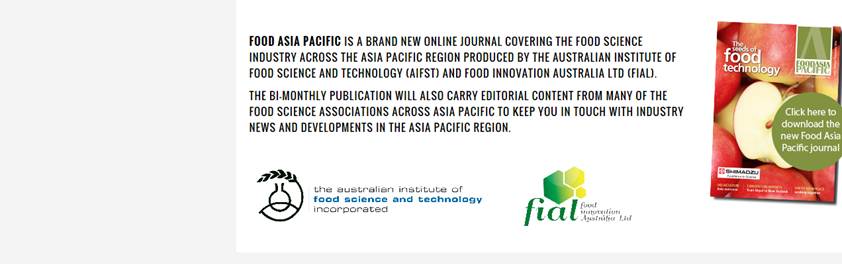 FOOD ASIA PACIFIC IS A BRAND NEW ONLINE JOURNAL COVERING THE FOOD SCIENCE
INDUSTRY ACROSS THE ASIA PACIFIC REGION PRODUCED BY THE AUSTRALIAN INSTITUTE OF
FOOD SCIENCE AND TECHNOLOGY (AIFST) AND FOOD INNOVATION AUSTRALIA LTD (FIAL).
THE BI-MONTHLY PUBLICATION WILL ALSO CARRY EDITORIAL CONTENT FROM MANY OF THE
FOOD SCIENCE ASSOCIATIONS ACROSS ASIA PACIFIC TO KEEP YOU IN TOUCH WITH INDUSTRY
NEWS AND DEVELOPMENTS IN THE ASIA PACIFIC REGION.
the australian institute of
food science and technology
incorporated
fial food
innovation
Australia Ltd
The
seeds of
food
technology
FOOD ASIA
PACIFIC
Click here to
download the
new Food Asia
Pacific journal
SHIMADZU